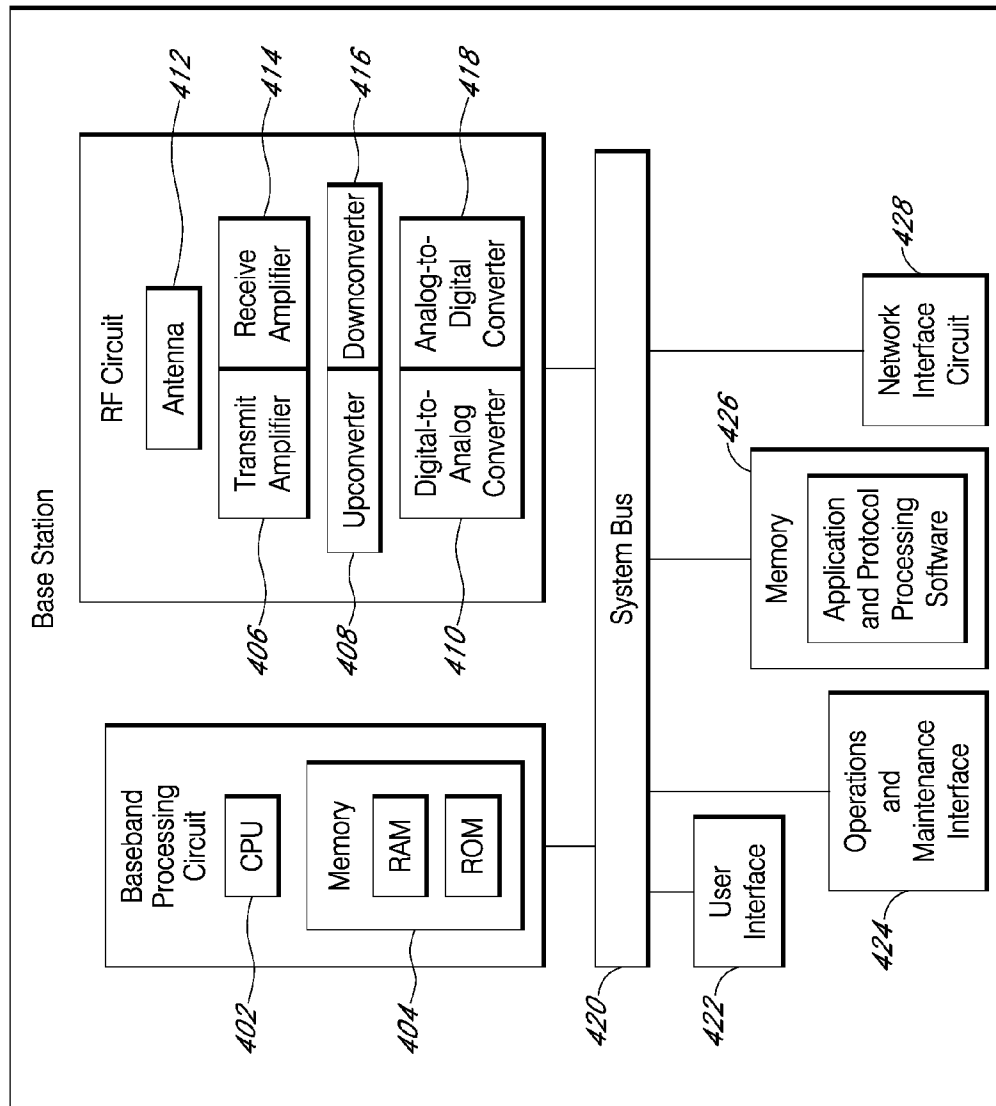 Base Station
Baseband
Processing
Circuit
CPU
402
Memory
RAM
ROM
404
RF Circuit
Antenna
412
Transmit
Amplifier
406
Receive
Amplifier
414
Upconverter
408
Downconverter
416
Digital-to-
Analog
Converter
410
Analog-to-
Digital
Converter
418
System Bus
420
User
Interface
422
Operations
and
Maintenance
Interface
424
Memory
426
Application
and Protocol
Processing
Software
Network
Interface
Circuit
428